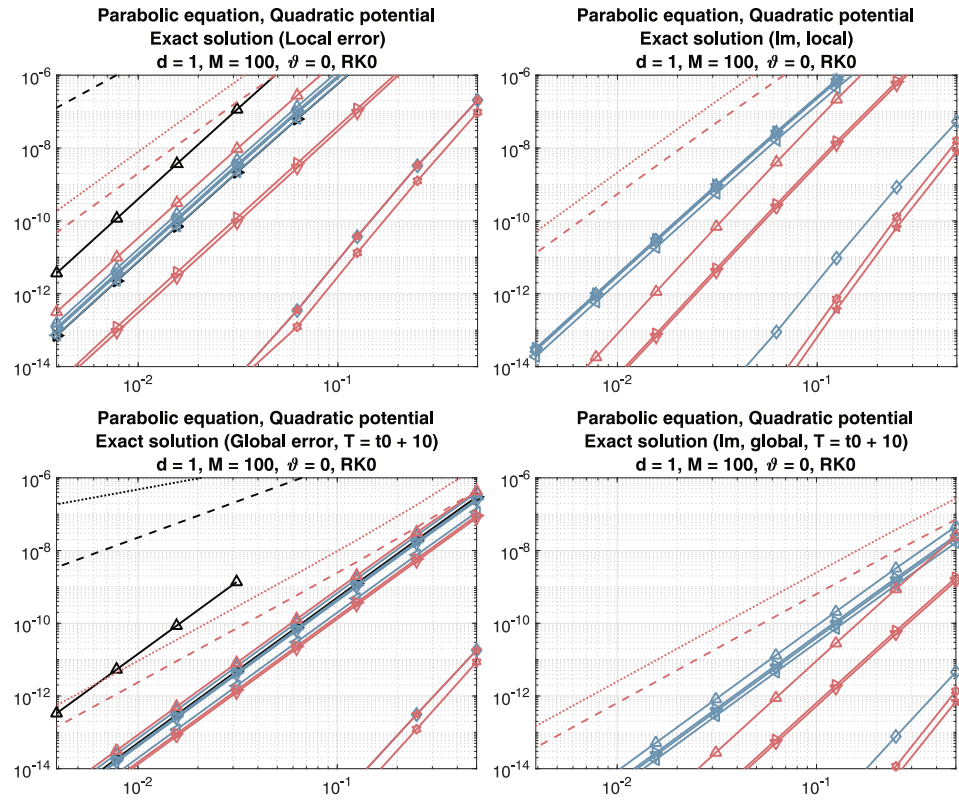 Parabolic equation, Quadratic potential
Exact solution (Local error)
d = 1, M = 100, ϑ = 0, RK0
10^-6
10^-8
10^-10
10^-12
10^-14
10^-2
10^-1
Parabolic equation, Quadratic potential
Exact solution (Im, local)
d = 1, M = 100, ϑ = 0, RK0
10^-6
10^-8
10^-10
10^-12
10^-14
10^-2
10^-1
Parabolic equation, Quadratic potential
Exact solution (Global error, T = t0 + 10)
d = 1, M = 100, ϑ = 0, RK0
10^-6
10^-8
10^-10
10^-12
10^-14
10^-2
10^-1
Parabolic equation, Quadratic potential
Exact solution (Im, global, T = t0 + 10)
d = 1, M = 100, ϑ = 0, RK0
10^-6
10^-8
10^-10
10^-12
10^-14
10^-2
10^-1